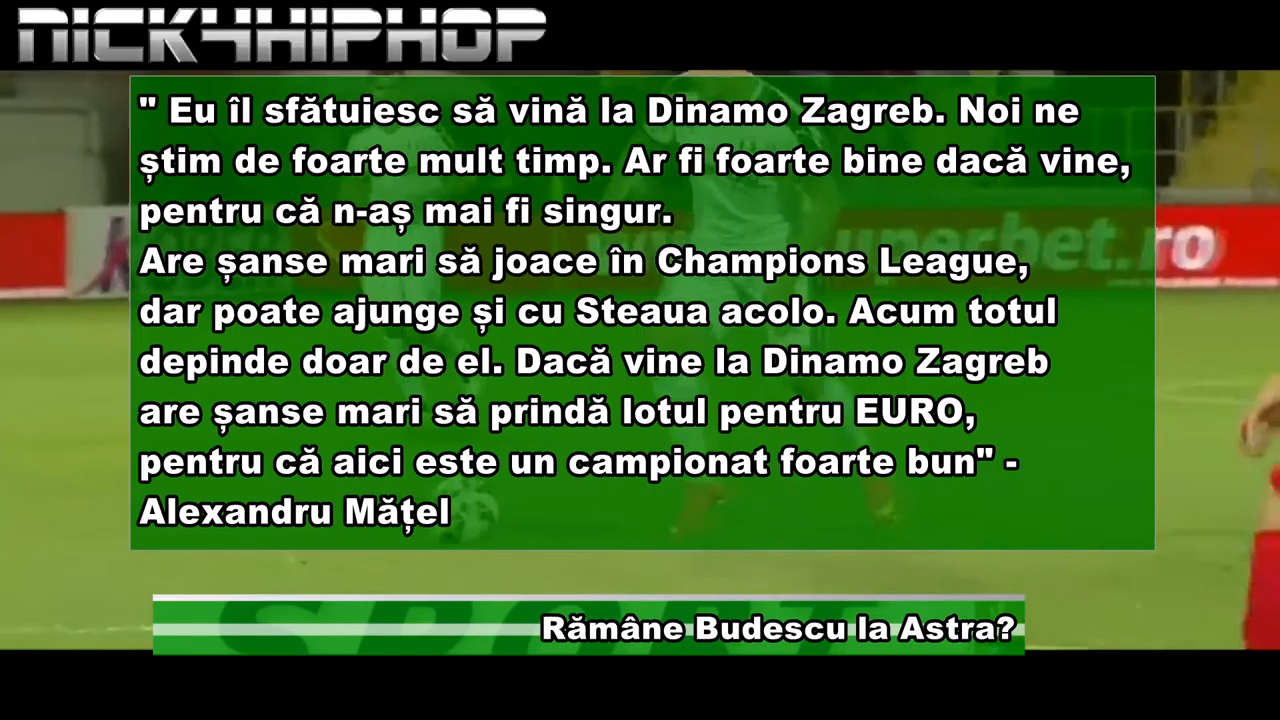 NICK4HIPHOP
" Eu îl sfătuiesc să vină la Dinamo Zagreb. Noi ne
știm de foarte mult timp. Ar fi foarte bine dacă vine,
pentru că n-aș mai fi singur.
Are șanse mari să joace în Champions League,
dar poate ajunge și cu Steaua acolo. Acum totul
depinde doar de el. Dacă vine la Dinamo Zagreb
are șanse mari să prindă lotul pentru EURO,
pentru că aici este un campionat foarte bun" -
Alexandru Mățel
uperbet.ro
SPORT
Rămâne Budescu la Astra?